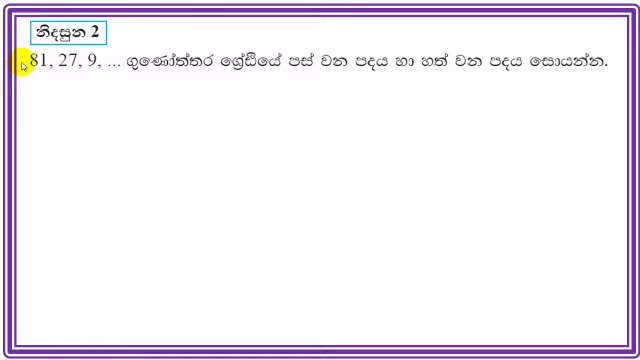 නිදසුන 2
81, 27, 9, ... ගුණෝත්තර ශ්‍රේඪියේ පස් වන පදය හා හත් වන පදය සොයන්න.